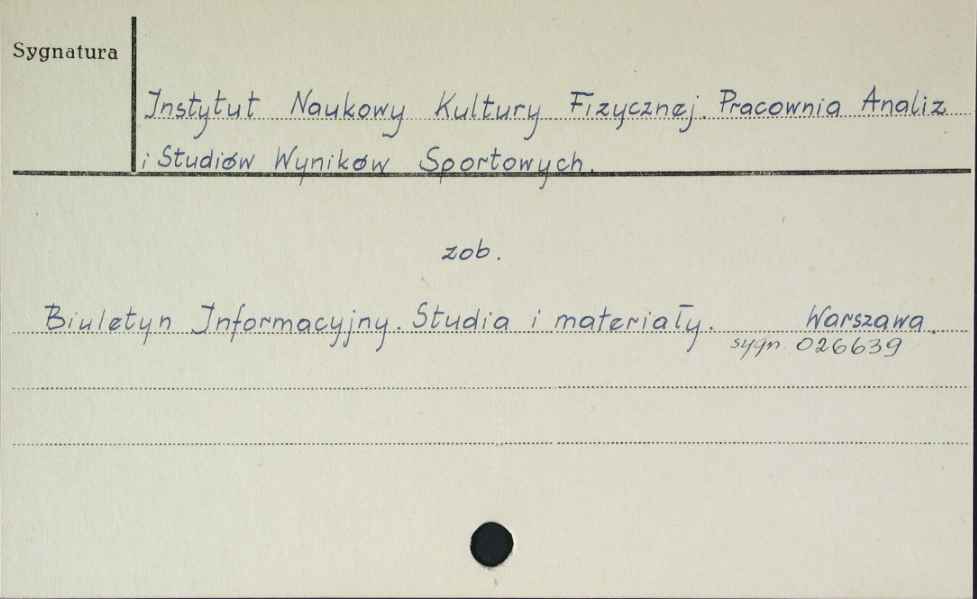 Sygnatura
Instytut Naukowy Kultury Fizycznej. Pracownia Analiz
i Studiów Wyników Sportowych.
zob.
Biuletyn Informacyjny. Studia i materiały. Warszawa.
sygn 026639